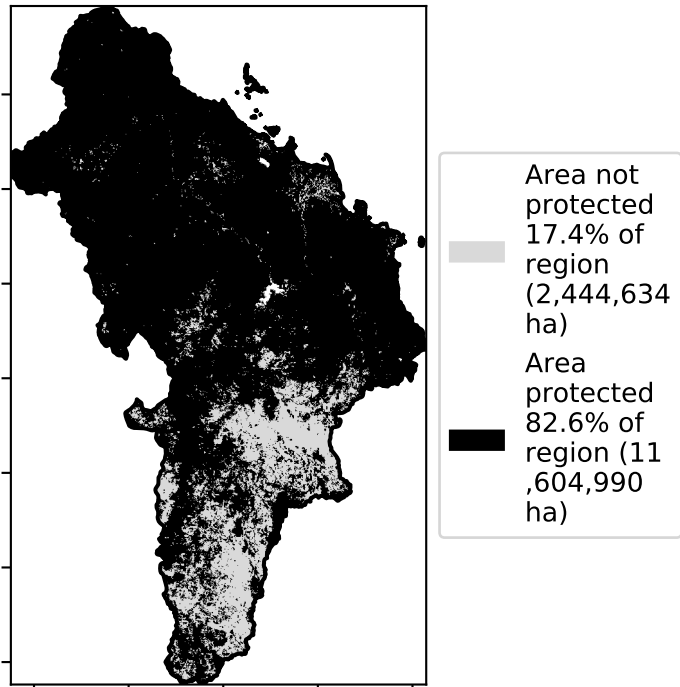 Area not
protected
17.4% of
region
(2,444,634
ha)
Area
protected
82.6% of
region (11
,604,990
ha)